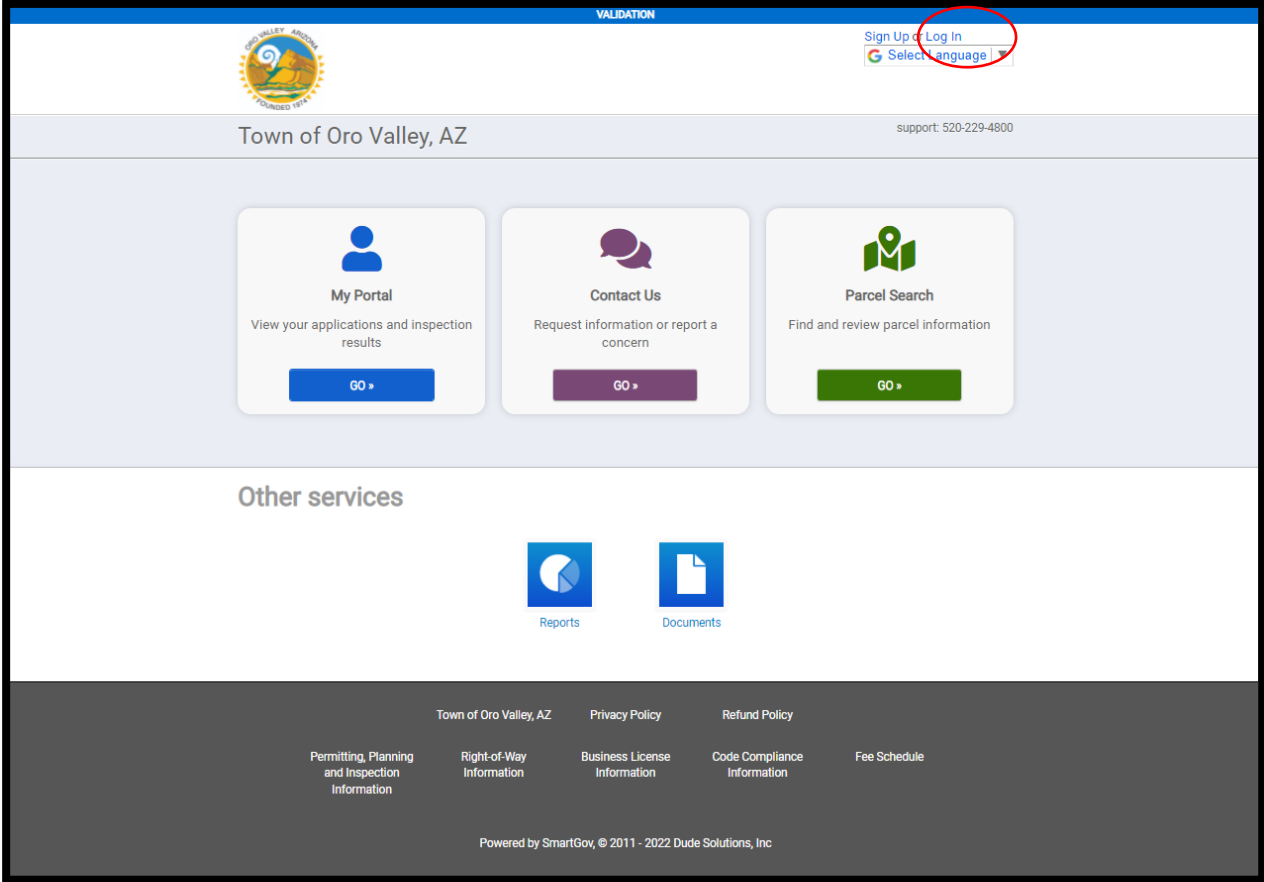 VALIDATION
ORO VALLEY ARIZONA
FOUNDED 1974
Sign Up or Log In
G Select Language ▼
Town of Oro Valley, AZ
support: 520-229-4800
My Portal
View your applications and inspection
results
GO »
Contact Us
Request information or report a
concern
GO »
Parcel Search
Find and review parcel information
GO »
Other services
Reports
Documents
Town of Oro Valley, AZ
Privacy Policy
Refund Policy
Permitting, Planning
and Inspection
Information
Right-of-Way
Information
Business License
Information
Code Compliance
Information
Fee Schedule
Powered by SmartGov, © 2011 - 2022 Dude Solutions, Inc